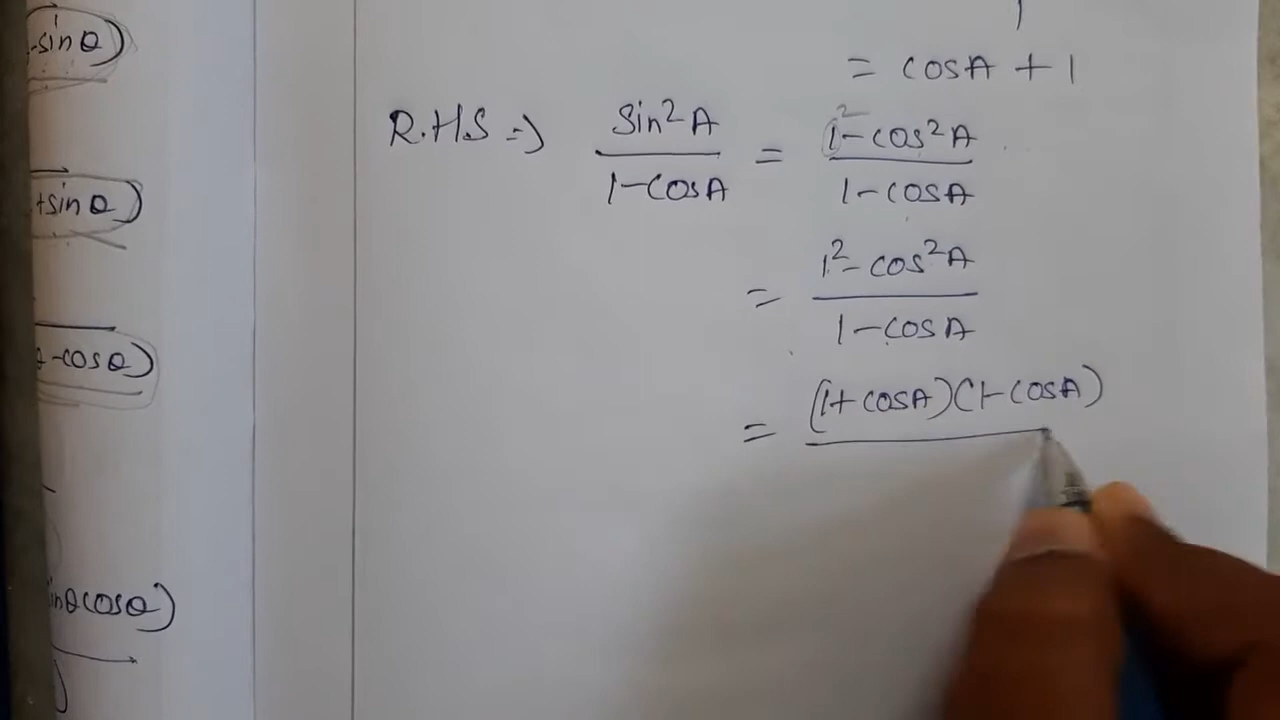 -sinθ)
+sinθ)
-cosθ)
inθcosθ)
= cosA + 1
R.H.S ⇒ Sin²A / 1-cosA = 1²-cos²A / 1-cosA
= 1²-cos²A / 1-cosA
= (1+cosA)(1-cosA)